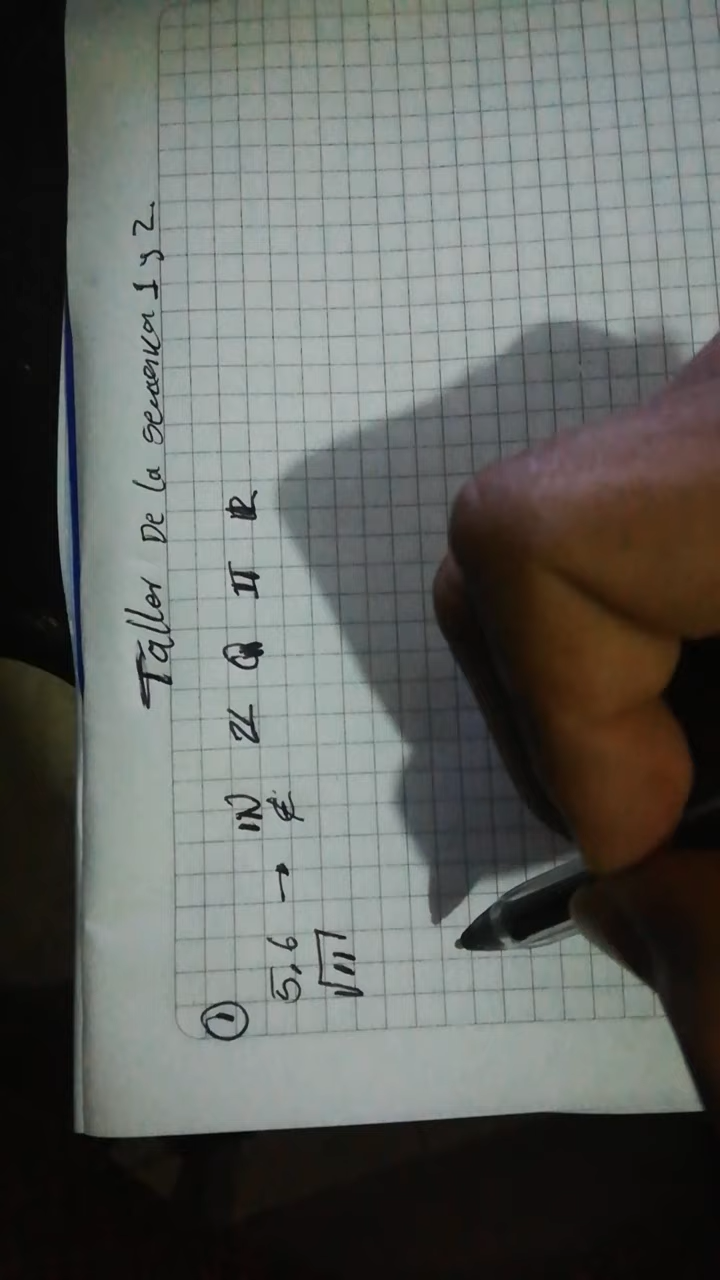 Taller De la semana 1 y 2.
① ℕ ℤ ℚ 𝕀 ℝ
5,6 → ∉
√11